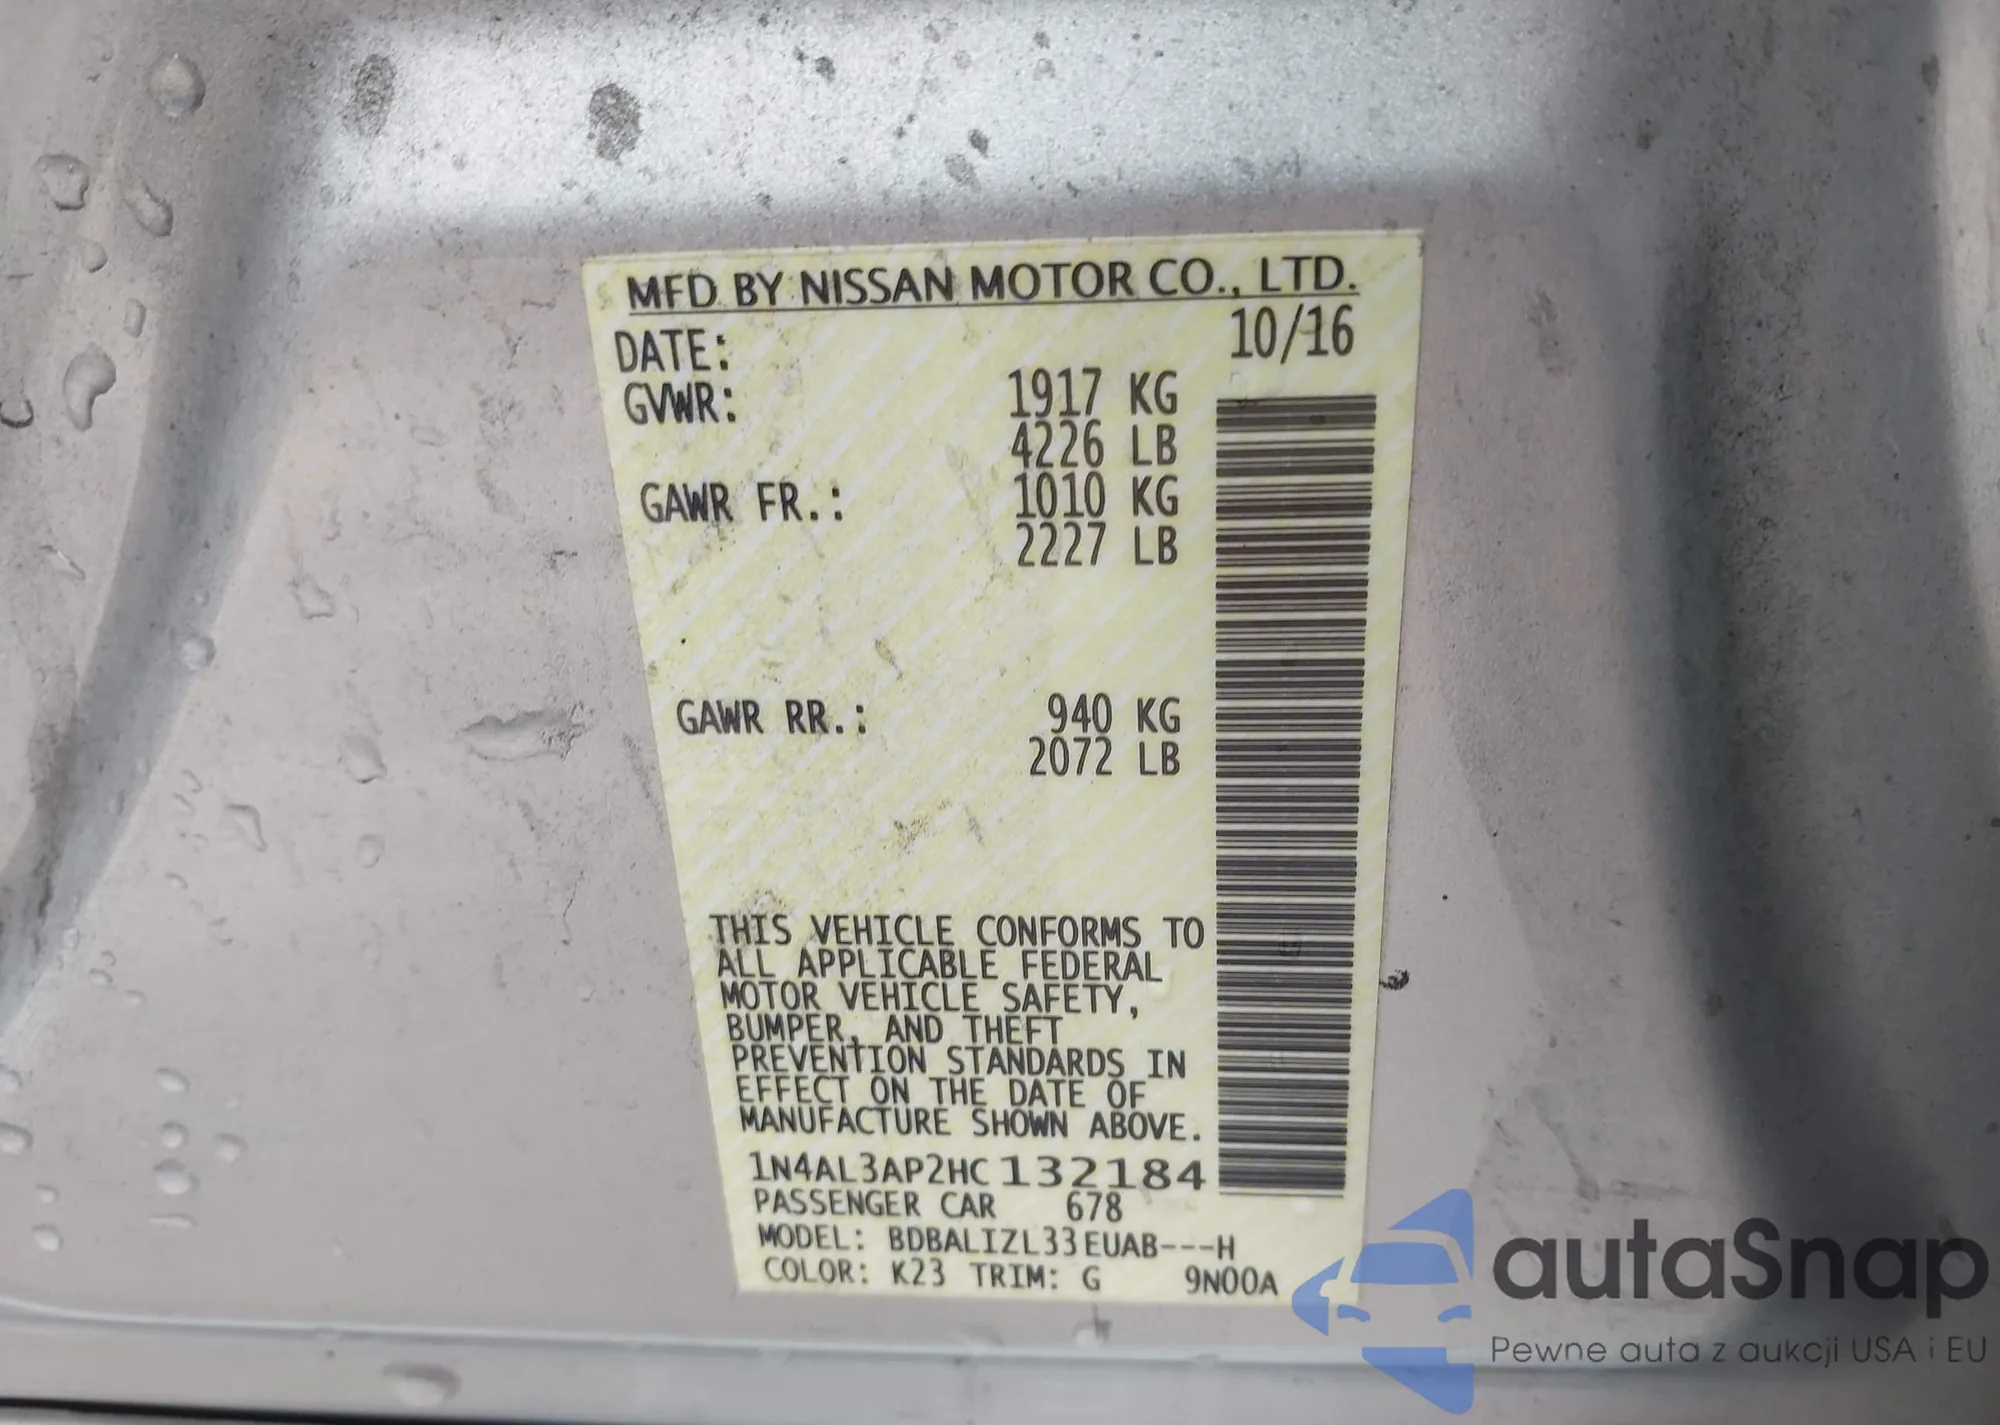 MFD BY NISSAN MOTOR CO., LTD.
DATE: 10/16
GVWR: 1917 KG
4226 LB
GAWR FR.: 1010 KG
2227 LB
GAWR RR.: 940 KG
2072 LB
THIS VEHICLE CONFORMS TO
ALL APPLICABLE FEDERAL
MOTOR VEHICLE SAFETY,
BUMPER, AND THEFT
PREVENTION STANDARDS IN
EFFECT ON THE DATE OF
MANUFACTURE SHOWN ABOVE.
1N4AL3AP2HC132184
PASSENGER CAR 678
MODEL: BDBALIZL33EUAB---H
COLOR: K23 TRIM: G 9N00A
autaSnap
Pewne auta z aukcji USA i EU